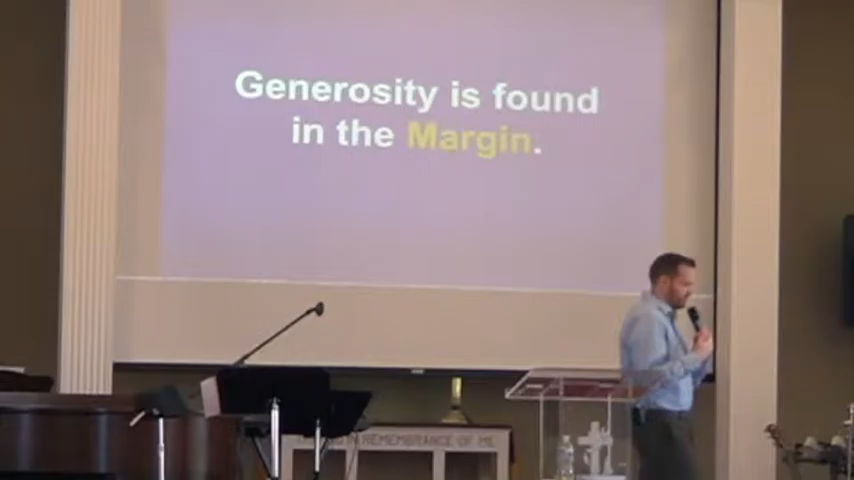 Generosity is found
in the Margin.
IN REMEMBRANCE OF ME